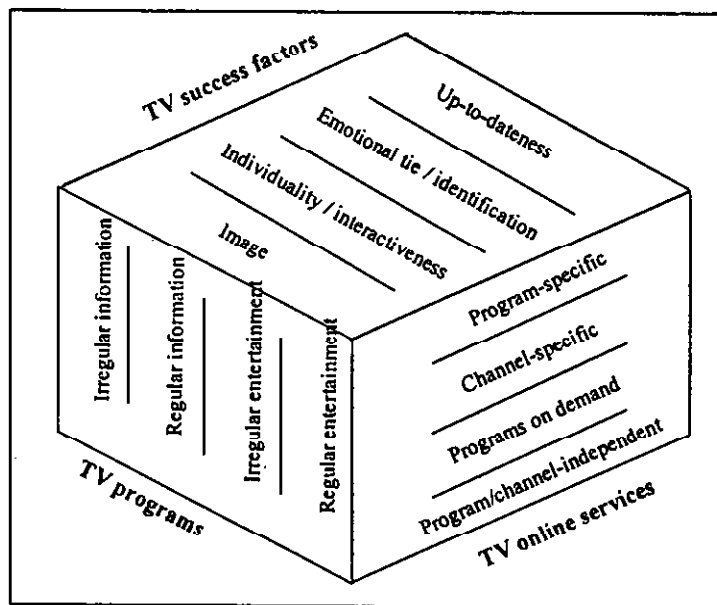 TV success factors
Up-to-dateness
Emotional tie / identification
Individuality / interactiveness
Image
Irregular information
Regular information
Irregular entertainment
Regular entertainment
TV programs
Program-specific
Channel-specific
Programs on demand
Program/channel-independent
TV online services